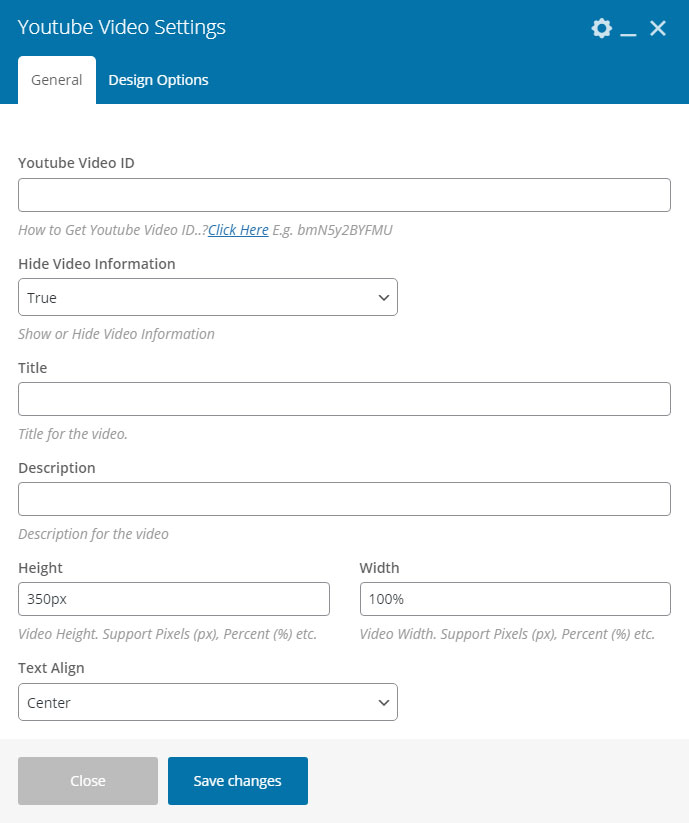 Youtube Video Settings
General Design Options
Youtube Video ID
How to Get Youtube Video ID..?Click Here E.g. bmN5y2BYFMU
Hide Video Information
True
Show or Hide Video Information
Title
Title for the video.
Description
Description for the video
Height Width
350px 100%
Video Height. Support Pixels (px), Percent (%) etc. Video Width. Support Pixels (px), Percent (%) etc.
Text Align
Center
Close Save changes